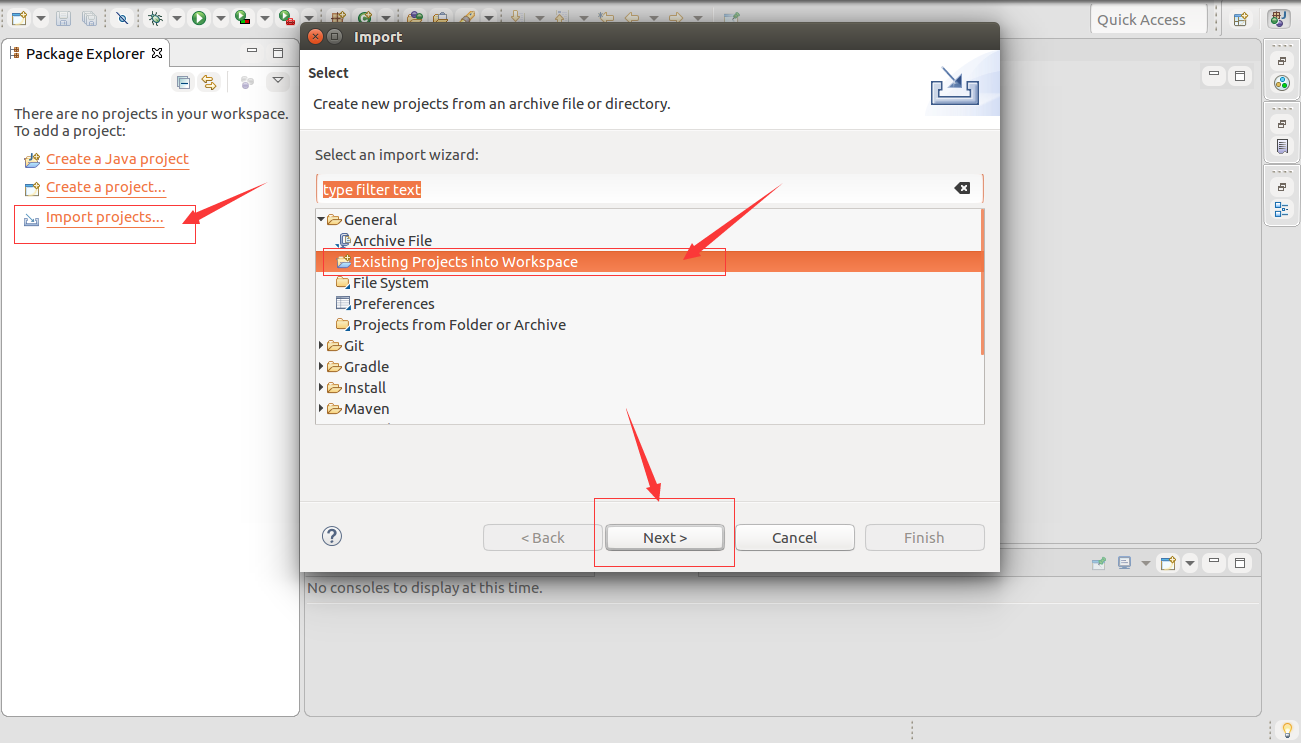 Import
Quick Access
Package Explorer
There are no projects in your workspace.
To add a project:
Create a Java project
Create a project...
Import projects...
Select
Create new projects from an archive file or directory.
Select an import wizard:
type filter text
General
Archive File
Existing Projects into Workspace
File System
Preferences
Projects from Folder or Archive
Git
Gradle
Install
Maven
?
< Back
Next >
Cancel
Finish
No consoles to display at this time.